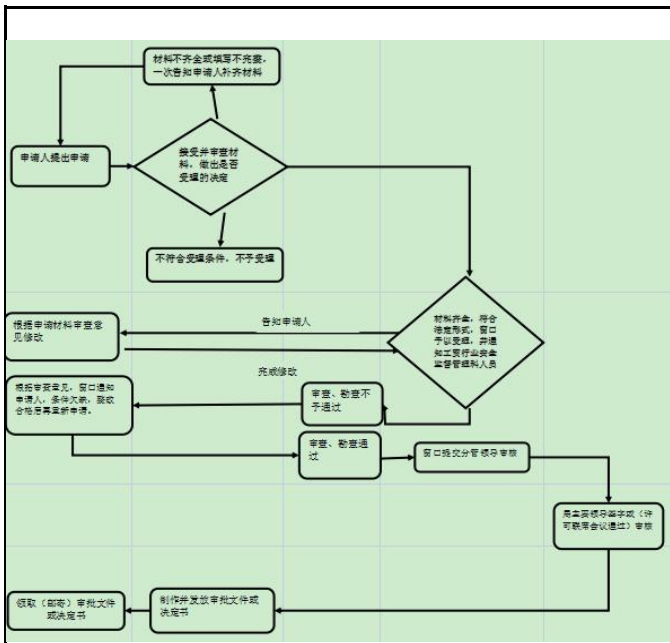 材料不齐全或填写不完整，
一次告知申请人补齐材料
申请人提出申请
接受并审查材
料，做出是否
受理的决定
不符合受理条件，不予受理
材料齐全，符合
法定形式，窗口
予以受理，并通
知工贸行业安全
监督管理科人员
告知申请人
根据申请材料审查意
见修改
完成修改
根据审查意见，窗口通知
申请人，条件欠缺，整改
合格后再重新申请。
审查、勘查不
予通过
审查、勘查通
过
窗口提交分管领导审核
局主要领导签字或（许
可联席会议通过）审核
制作并发放审批文件或
决定书
领取（邮寄）审批文件
或决定书